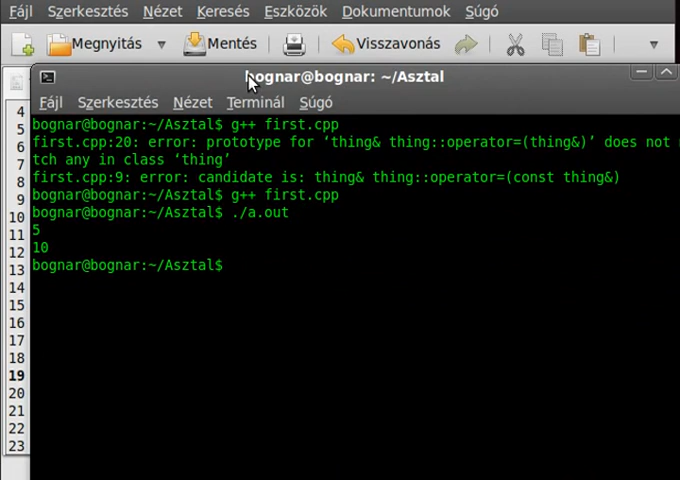 Fájl Szerkesztés Nézet Keresés Eszközök Dokumentumok Súgó
Megnyitás Mentés Visszavonás
bognar@bognar: ~/Asztal
Fájl Szerkesztés Nézet Terminál Súgó
bognar@bognar:~/Asztal$ g++ first.cpp
first.cpp:20: error: prototype for ‘thing& thing::operator=(thing&)’ does not
tch any in class ‘thing’
first.cpp:9: error: candidate is: thing& thing::operator=(const thing&)
bognar@bognar:~/Asztal$ g++ first.cpp
bognar@bognar:~/Asztal$ ./a.out
5
10
bognar@bognar:~/Asztal$
4
5
6
7
8
9
10
11
12
13
14
15
16
17
18
19
20
21
22
23